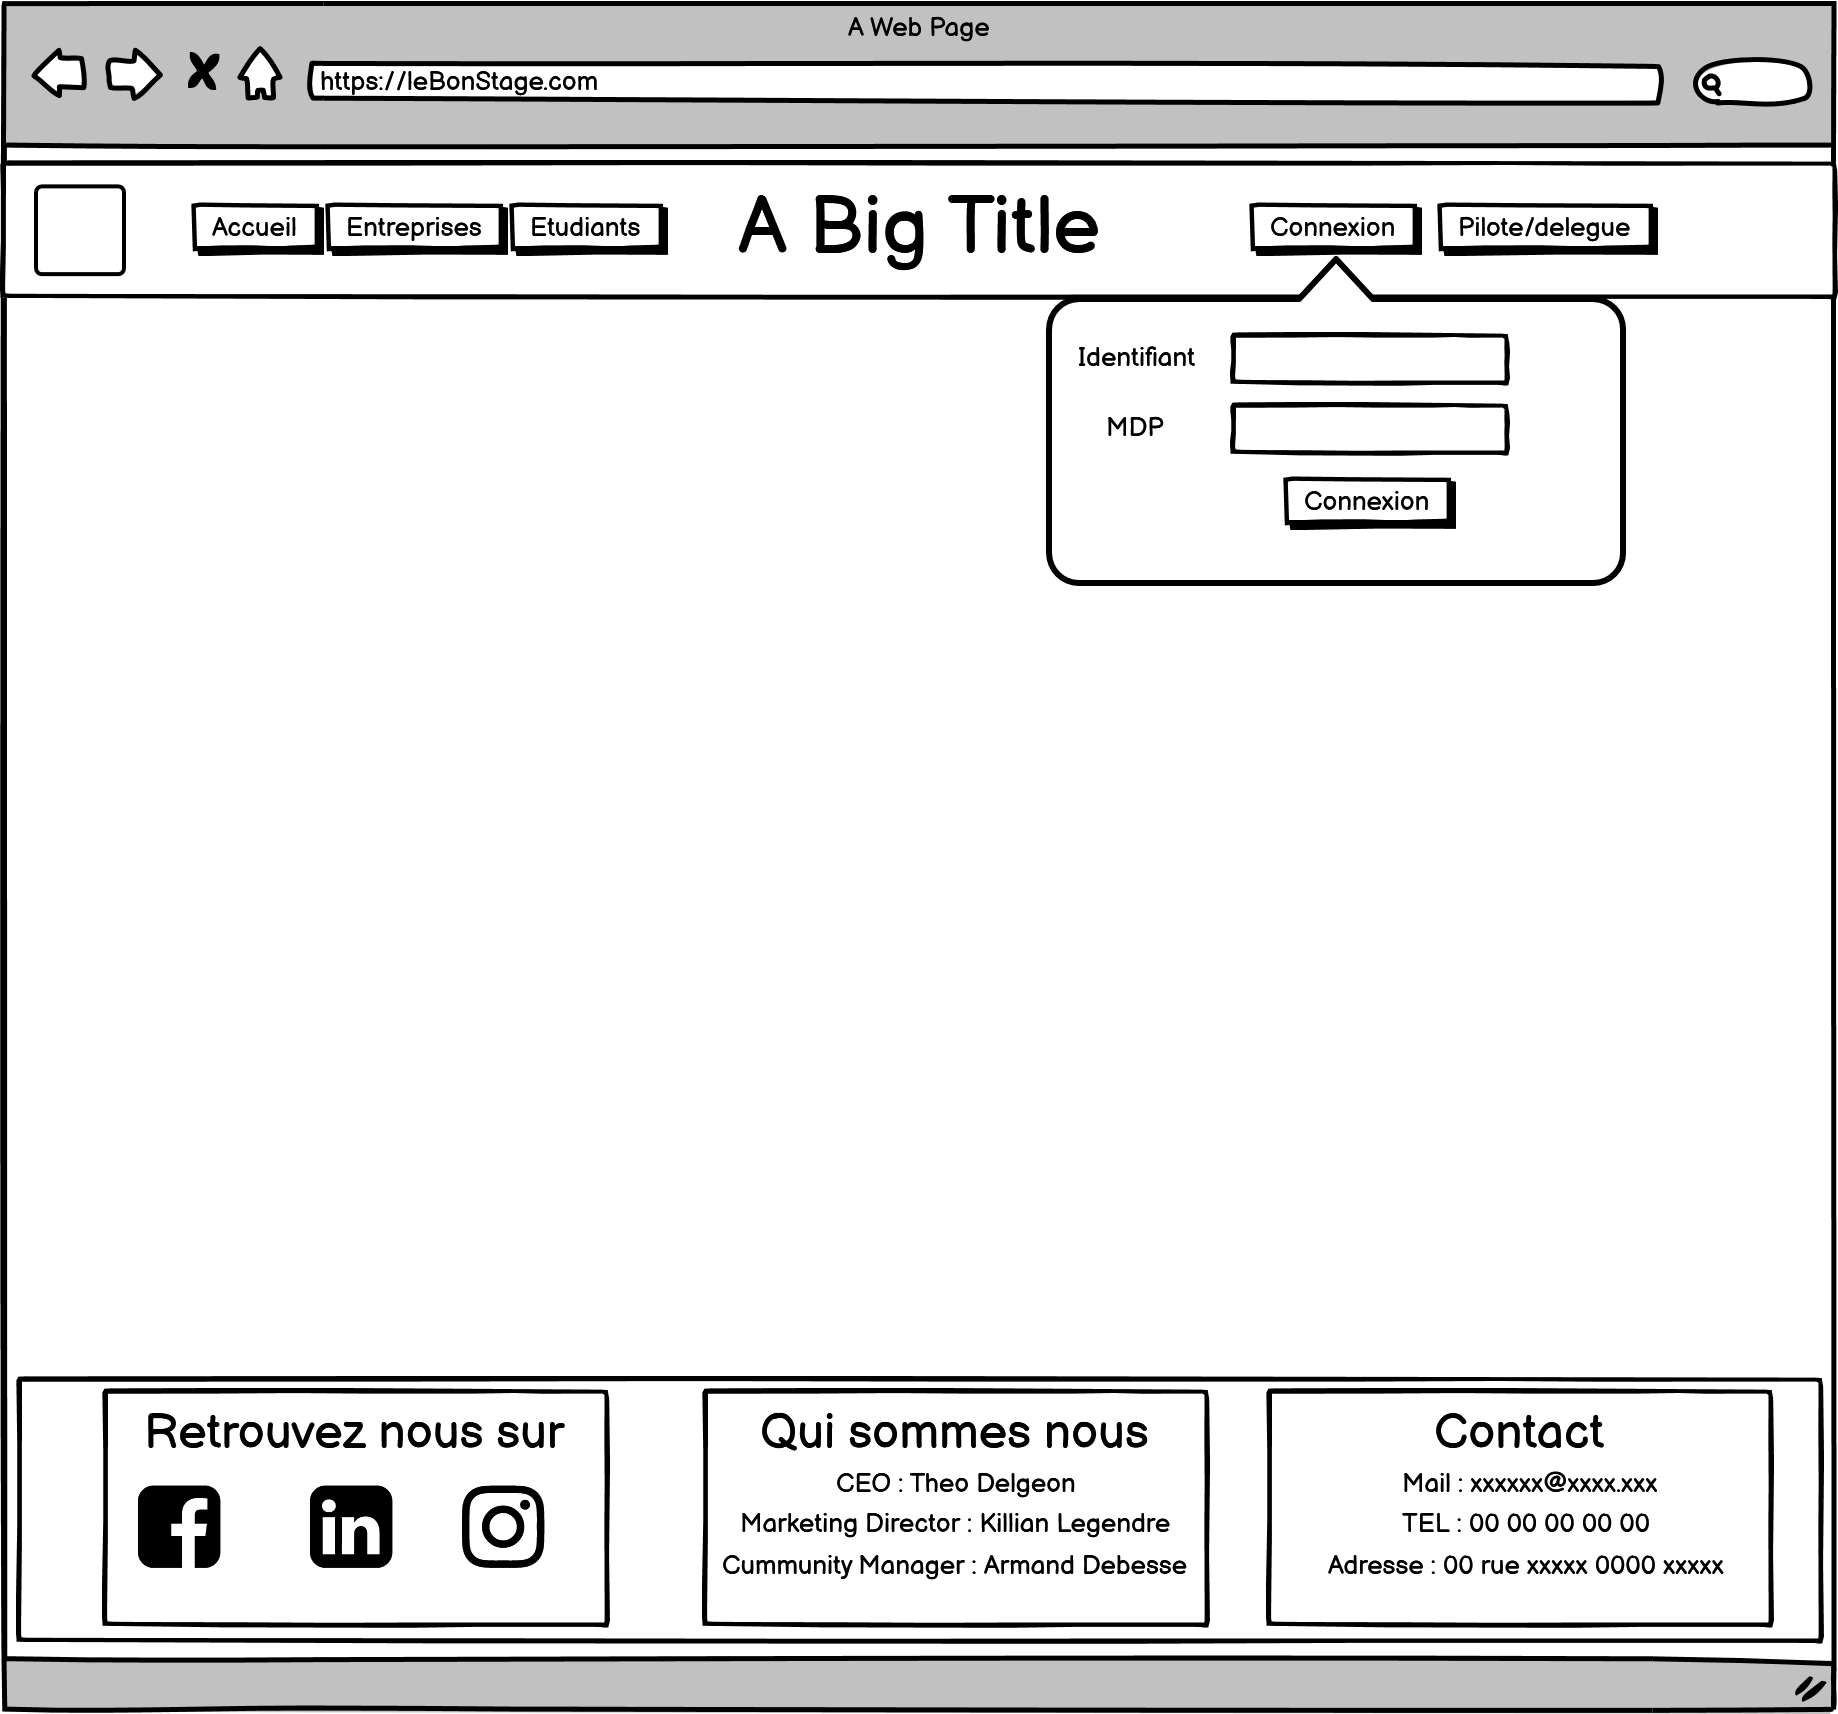 A Web Page
https://leBonStage.com
Accueil Entreprises Etudiants A Big Title Connexion Pilote/delegue
Identifiant
MDP
Connexion
Retrouvez nous sur
Qui sommes nous
CEO : Theo Delgeon
Marketing Director : Killian Legendre
Cummunity Manager : Armand Debesse
Contact
Mail : xxxxxx@xxxx.xxx
TEL : 00 00 00 00 00
Adresse : 00 rue xxxxx 0000 xxxxx